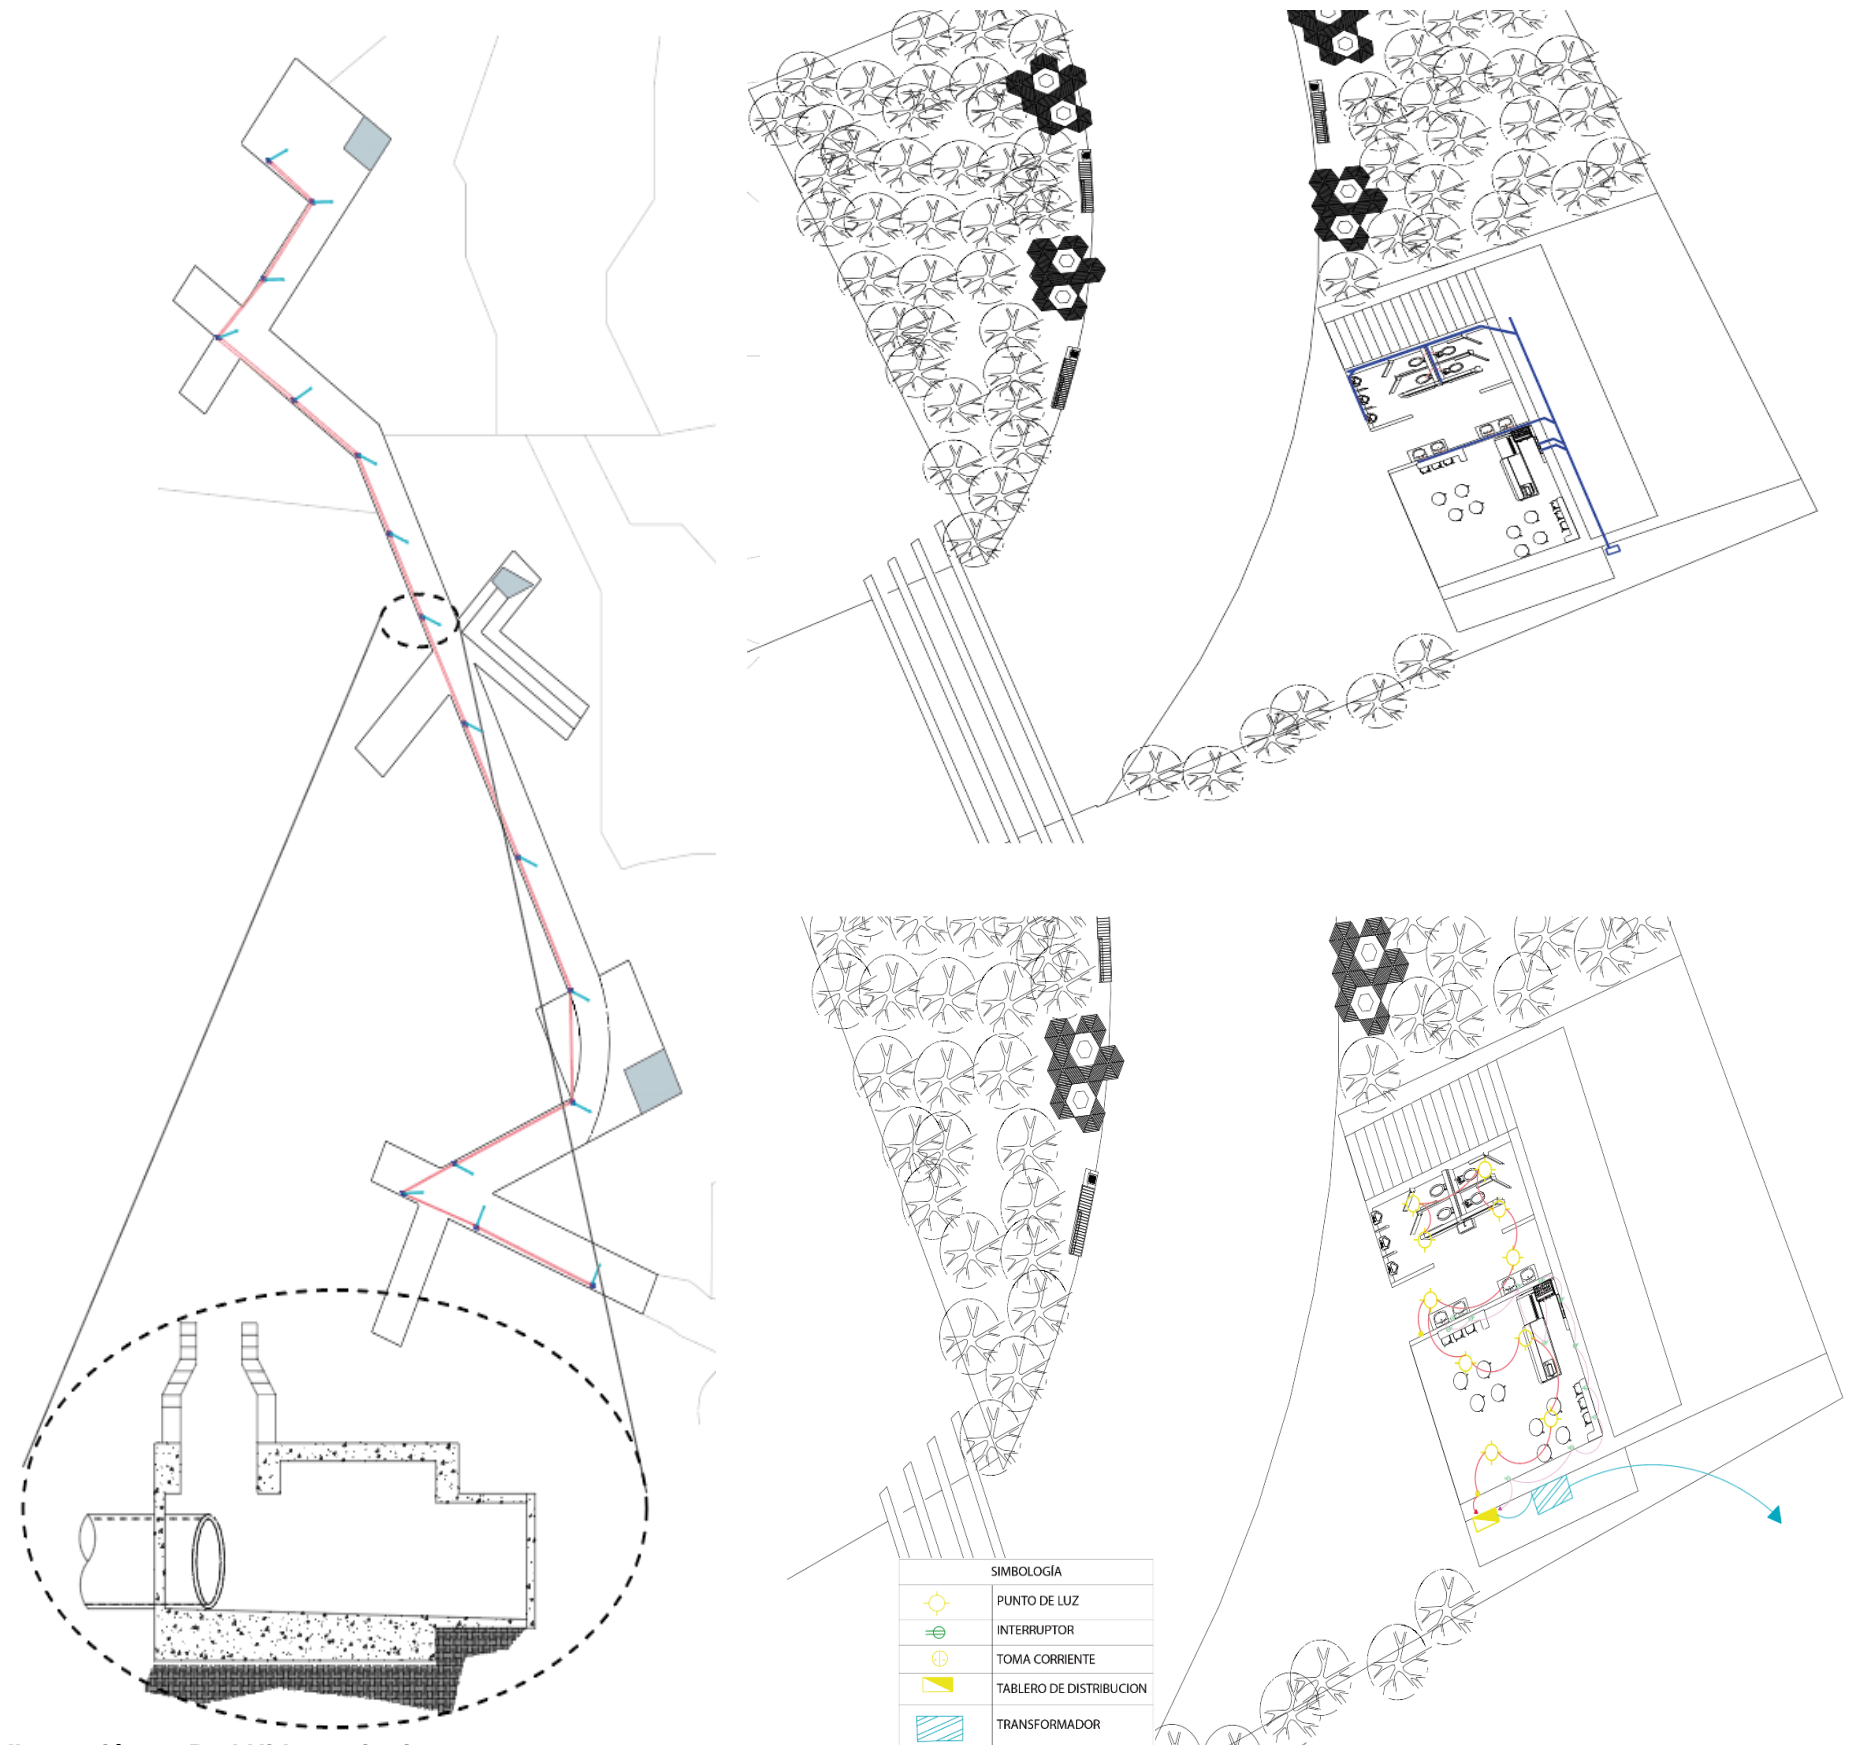 SIMBOLOGÍA
PUNTO DE LUZ
INTERRUPTOR
TOMA CORRIENTE
TABLERO DE DISTRIBUCION
TRANSFORMADOR